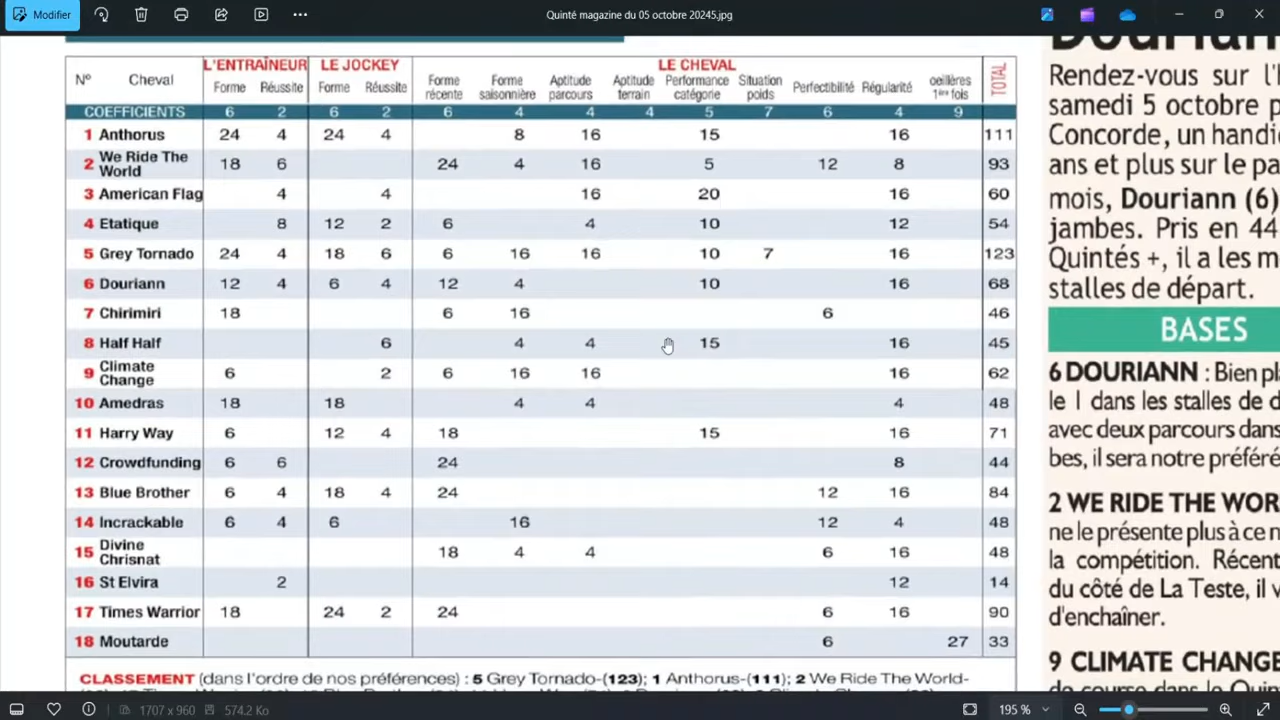 Modifier
Quinté magazine du 05 octobre 20245.jpg
L'ENTRAÎNEUR LE JOCKEY LE CHEVAL
N° Cheval Forme Réussite Forme Réussite Forme récente Forme saisonnière Aptitude parcours Aptitude terrain Performance catégorie Situation poids Perfectibilité Régularité oeillères 1ère fois TOTAL
COEFFICIENTS 6 2 6 2 6 4 4 4 5 7 6 4 9
1 Anthorus 24 4 24 4 8 16 15 16 111
2 We Ride The World 18 6 24 4 16 5 12 8 93
3 American Flag 4 4 16 20 16 60
4 Etatique 8 12 2 6 4 10 12 54
5 Grey Tornado 24 4 18 6 6 16 16 10 7 16 123
6 Douriann 12 4 6 4 12 4 10 16 68
7 Chirimiri 18 6 16 6 46
8 Half Half 6 4 4 15 16 45
9 Climate Change 6 2 6 16 16 16 62
10 Amedras 18 18 4 4 4 48
11 Harry Way 6 12 4 18 15 16 71
12 Crowdfunding 6 6 24 8 44
13 Blue Brother 6 4 18 4 24 12 16 84
14 Incrackable 6 4 6 16 12 4 48
15 Divine Chrisnat 18 4 4 6 16 48
16 St Elvira 2 12 14
17 Times Warrior 18 24 2 24 6 16 90
18 Moutarde 6 27 33
CLASSEMENT (dans l'ordre de nos préférences) : 5 Grey Tornado-(123); 1 Anthorus-(111); 2 We Ride The World-
Rendez-vous sur l'
samedi 5 octobre p
Concorde, un handic
ans et plus sur le pa
mois, Douriann (6)
jambes. Pris en 44
Quintés +, il a les m
stalles de départ.
BASES
6 DOURIANN : Bien pl
le 1 dans les stalles de d
avec deux parcours dans
bes, il sera notre préféré
2 WE RIDE THE WOR
ne le présente plus à ce n
la compétition. Récent
du côté de La Teste, il v
d'enchaîner.
9 CLIMATE CHANGE
1707 x 960 574.2 Ko 195 %